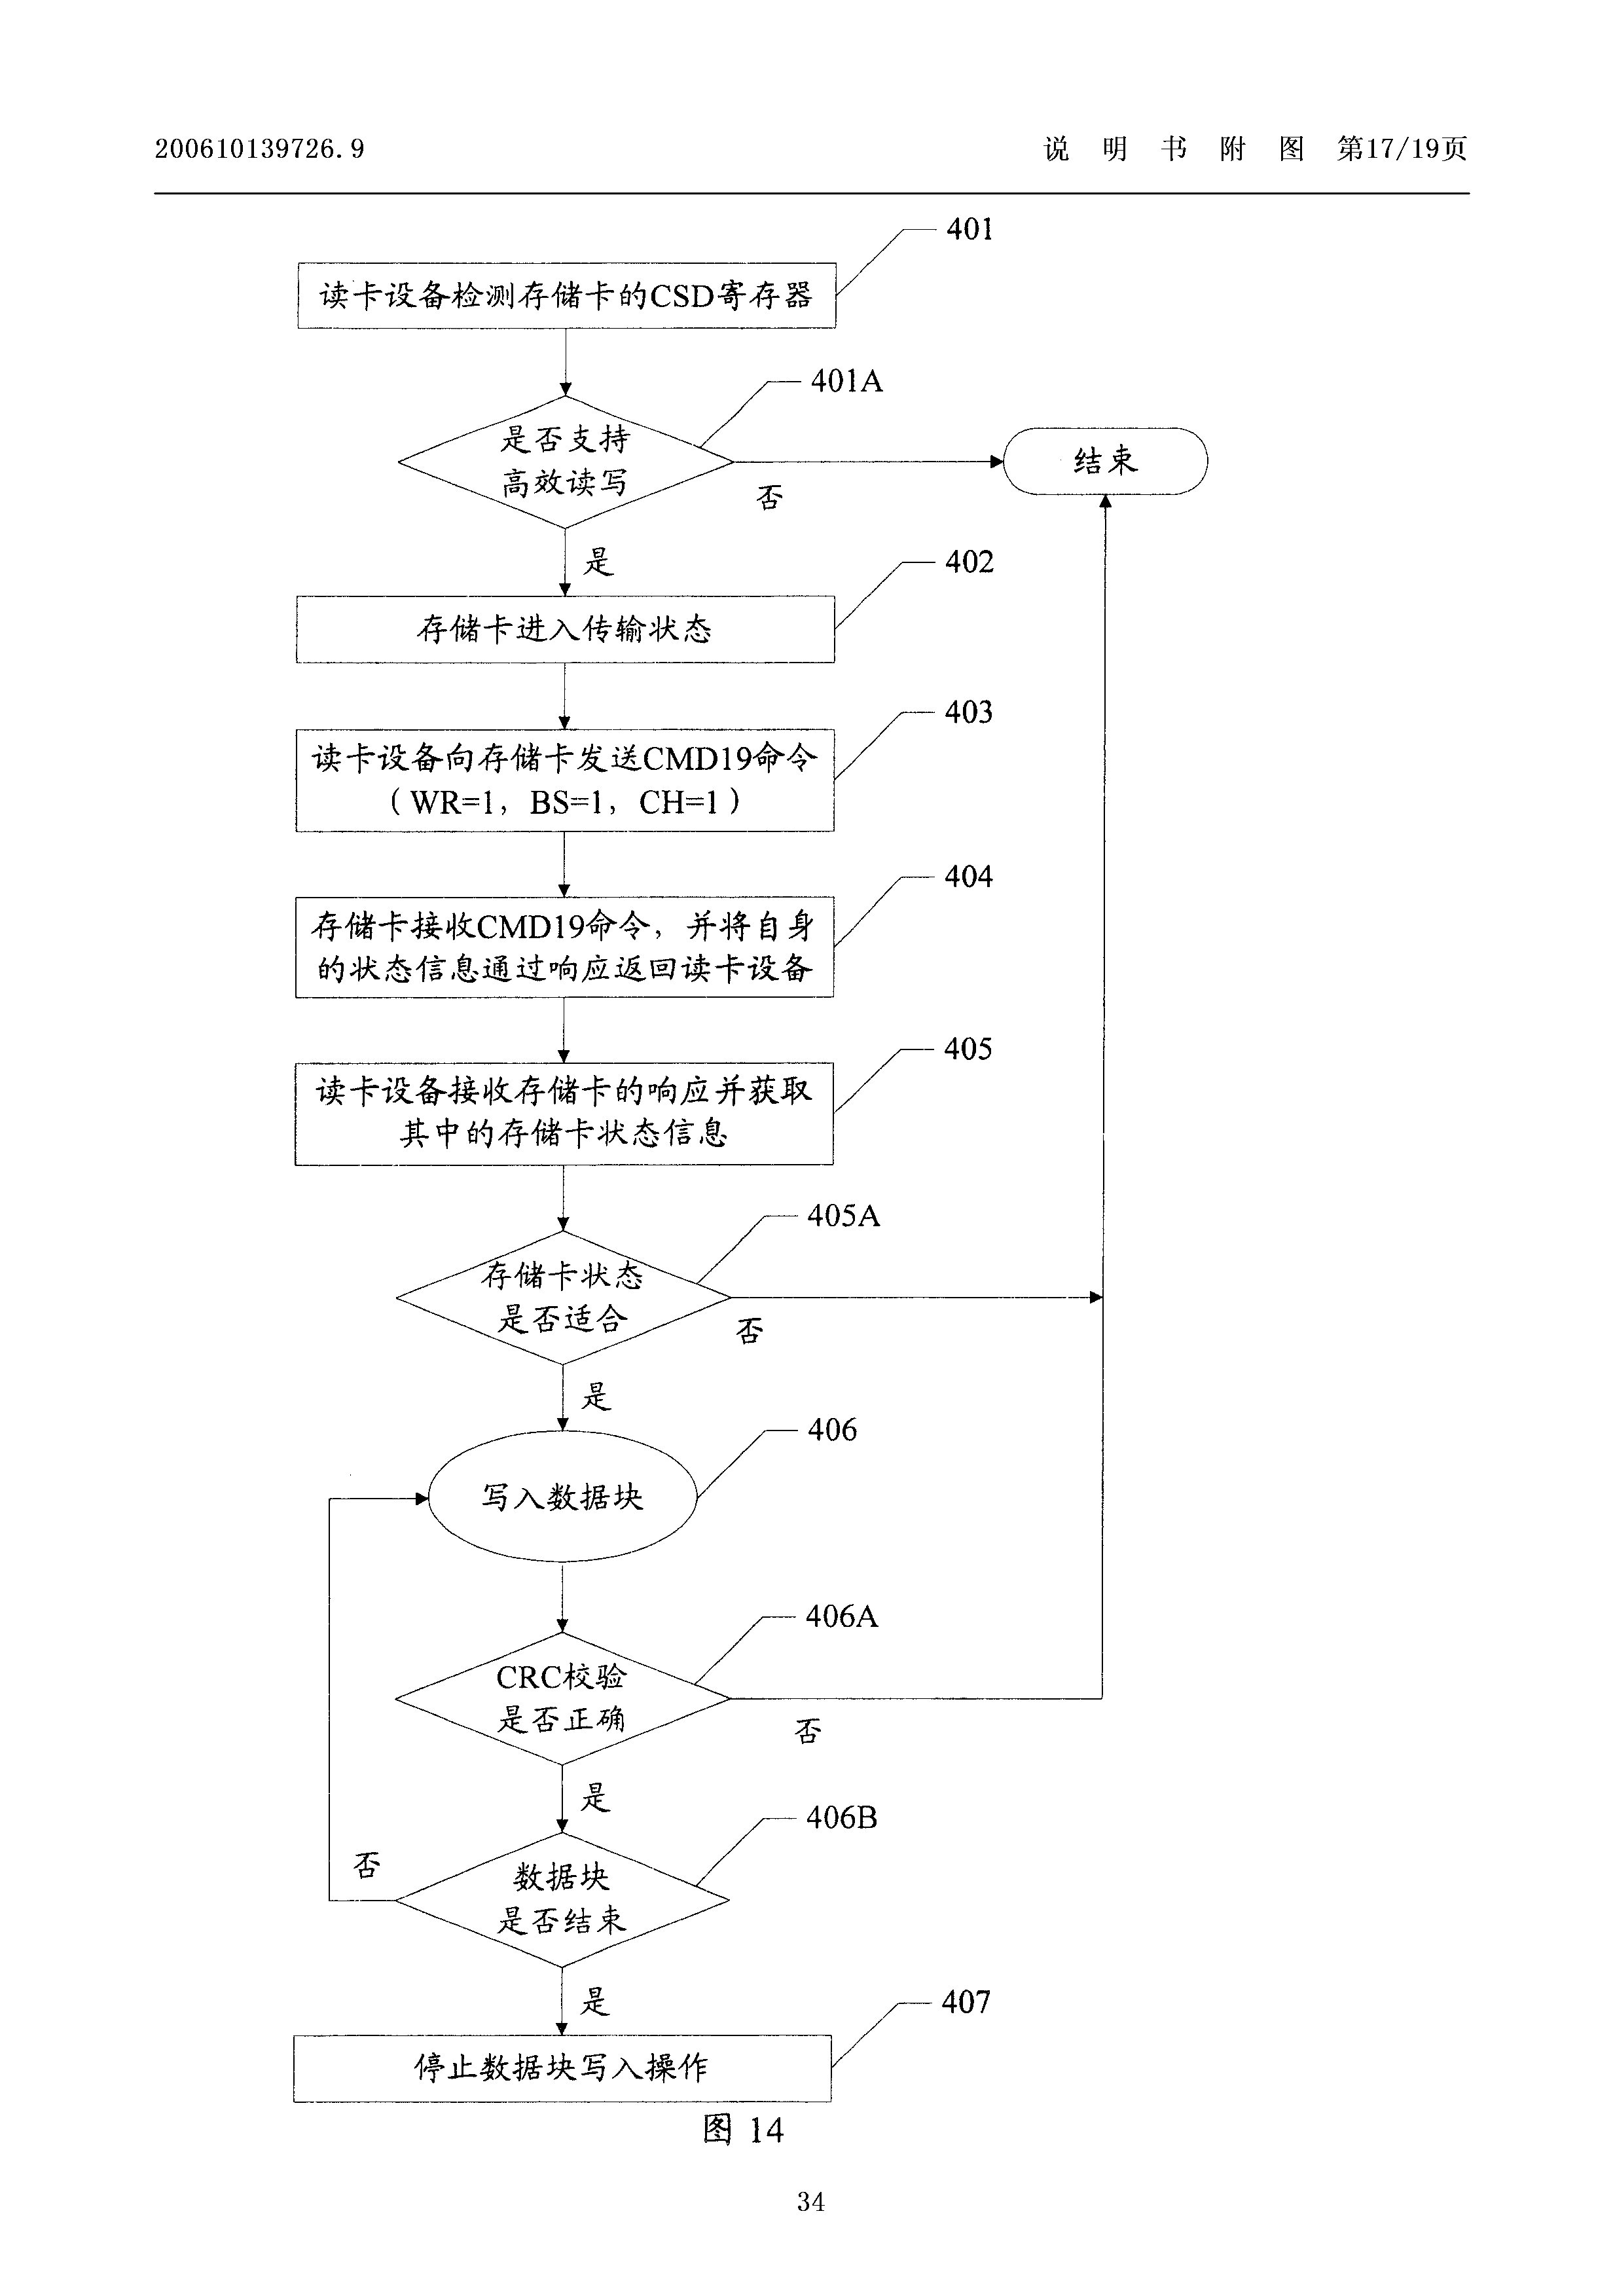 200610139726.9
说 明 书 附 图 第17/19页
401
读卡设备检测存储卡的CSD寄存器
401A
是否支持
高效读写
结束
否
是
402
存储卡进入传输状态
403
读卡设备向存储卡发送CMD19命令
（WR=1，BS=1，CH=1）
404
存储卡接收CMD19命令，并将自身
的状态信息通过响应返回读卡设备
405
读卡设备接收存储卡的响应并获取
其中的存储卡状态信息
405A
存储卡状态
是否适合
否
是
406
写入数据块
406A
CRC校验
是否正确
否
是
406B
否
数据块
是否结束
是
407
停止数据块写入操作
图 14
34